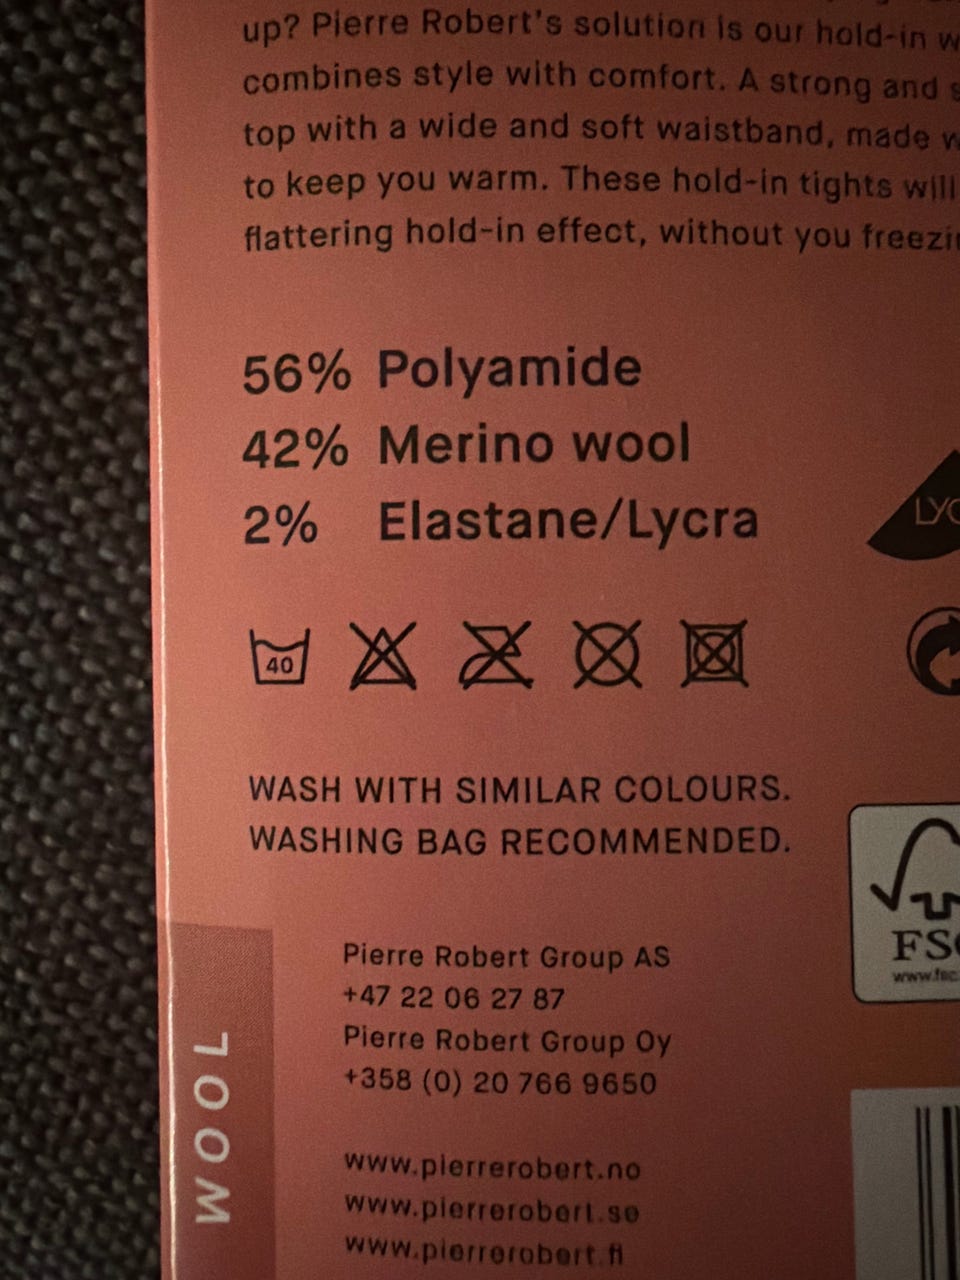 up? Pierre Robert's solution is our hold-in
combines style with comfort. A strong and
top with a wide and soft waistband, made
to keep you warm. These hold-in tights will
flattering hold-in effect, without you
56% Polyamide
42% Merino wool
2% Elastane/Lycra
LYC
40
WASH WITH SIMILAR COLOURS.
WASHING BAG RECOMMENDED.
FSC
Pierre Robert Group AS
+47 22 06 27 87
Pierre Robert Group Oy
+358 (0) 20 766 9650
WOOL
www.pierrerobert.no
www.pierrerobert.se
www.pierrerobert.fi